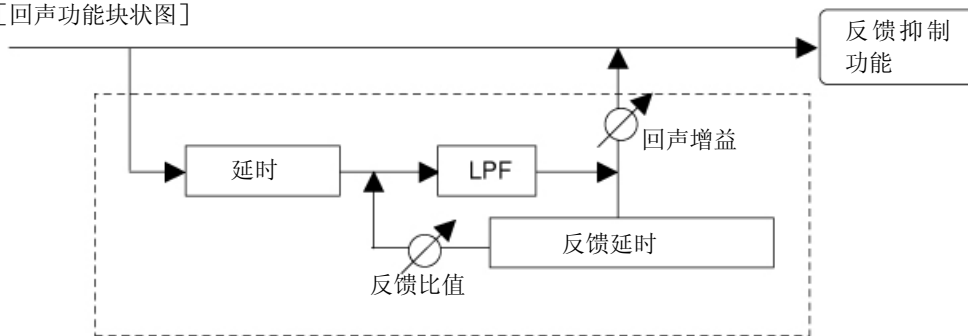 ［回声功能块状图］
反馈抑制
功能
回声增益
延时
LPF
反馈延时
反馈比值